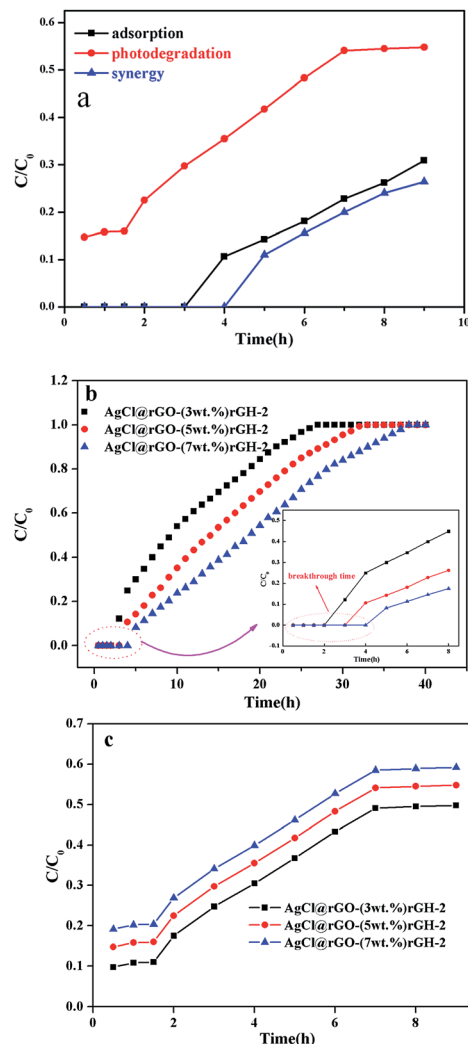 0.6
adsorption
photodegradation
0.5
synergy
a
0.4
C/C0
0.3
0.2
0.1
0.0
0 2 4 6 8 10
Time(h)
1.2
b
AgCl@rGO-(3wt.%)rGH-2
1.0
AgCl@rGO-(5wt.%)rGH-2
AgCl@rGO-(7wt.%)rGH-2
0.8
C/C0
0.6
0.4
0.2
0.0
0.5
0.4
0.3
breakthrough time
C/C0
0.2
0.1
0.0
-0.1
0 2 4 6 8
Time(h)
0 10 20 30 40
Time(h)
0.7
c
0.6
0.5
C/C0
0.4
0.3
AgCl@rGO-(3wt.%)rGH-2
0.2
AgCl@rGO-(5wt.%)rGH-2
0.1
AgCl@rGO-(7wt.%)rGH-2
0.0
0 2 4 6 8
Time(h)